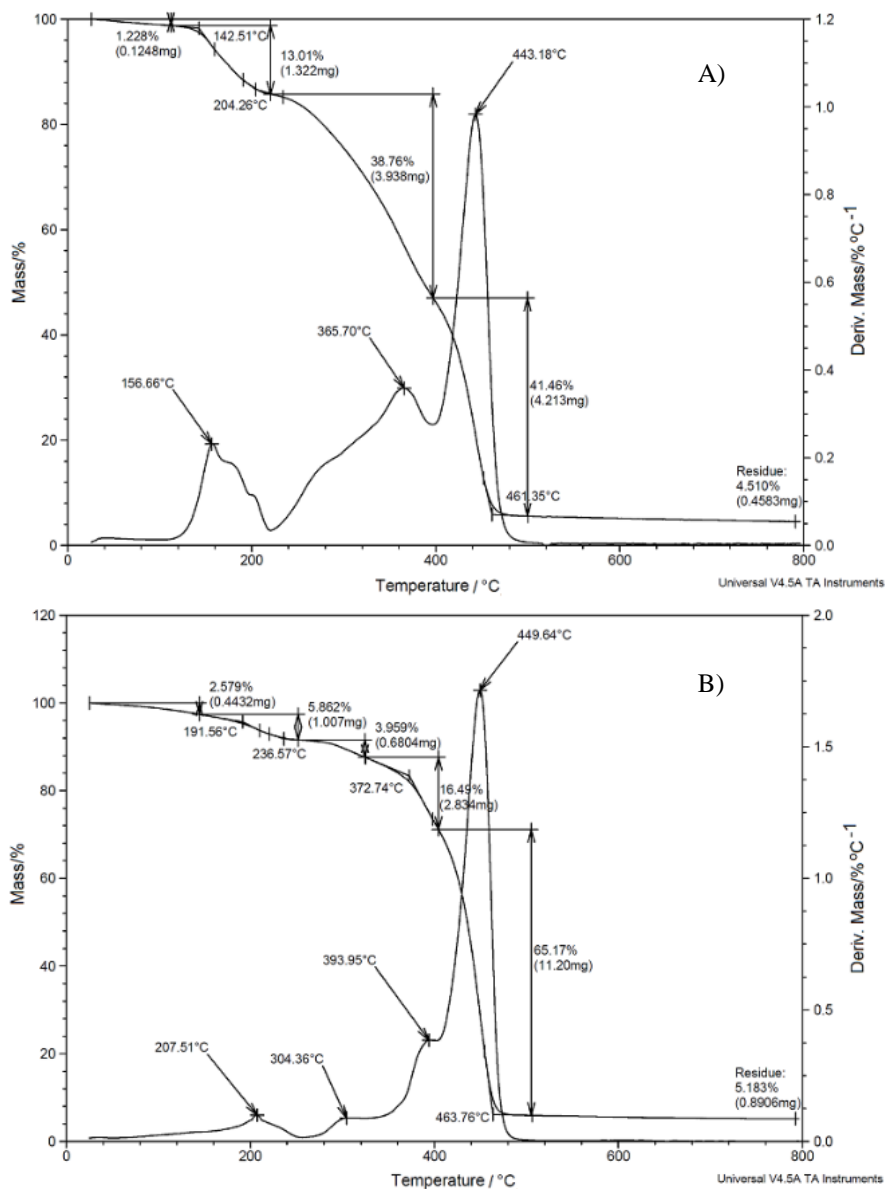 A)
100
80
60
40
20
0
Mass/%
1.228%
(0.1248mg)
142.51°C
13.01%
(1.322mg)
204.26°C
38.76%
(3.938mg)
443.18°C
365.70°C
156.66°C
41.46%
(4.213mg)
461.35°C
Residue:
4.510%
(0.4583mg)
1.2
1.0
0.8
0.6
0.4
0.2
0.0
Deriv. Mass/% °C⁻¹
0 200 400 600 800
Temperature / °C
Universal V4.5A TA Instruments
B)
120
100
80
60
40
20
0
Mass/%
2.579%
(0.4432mg)
191.56°C
5.862%
(1.007mg)
236.57°C
3.959%
(0.6804mg)
372.74°C
16.49%
(2.834mg)
449.64°C
65.17%
(11.20mg)
393.95°C
207.51°C
304.36°C
463.76°C
Residue:
5.183%
(0.8906mg)
2.0
1.5
1.0
0.5
0.0
Deriv. Mass/% °C⁻¹
0 200 400 600 800
Temperature / °C
Universal V4.5A TA Instruments